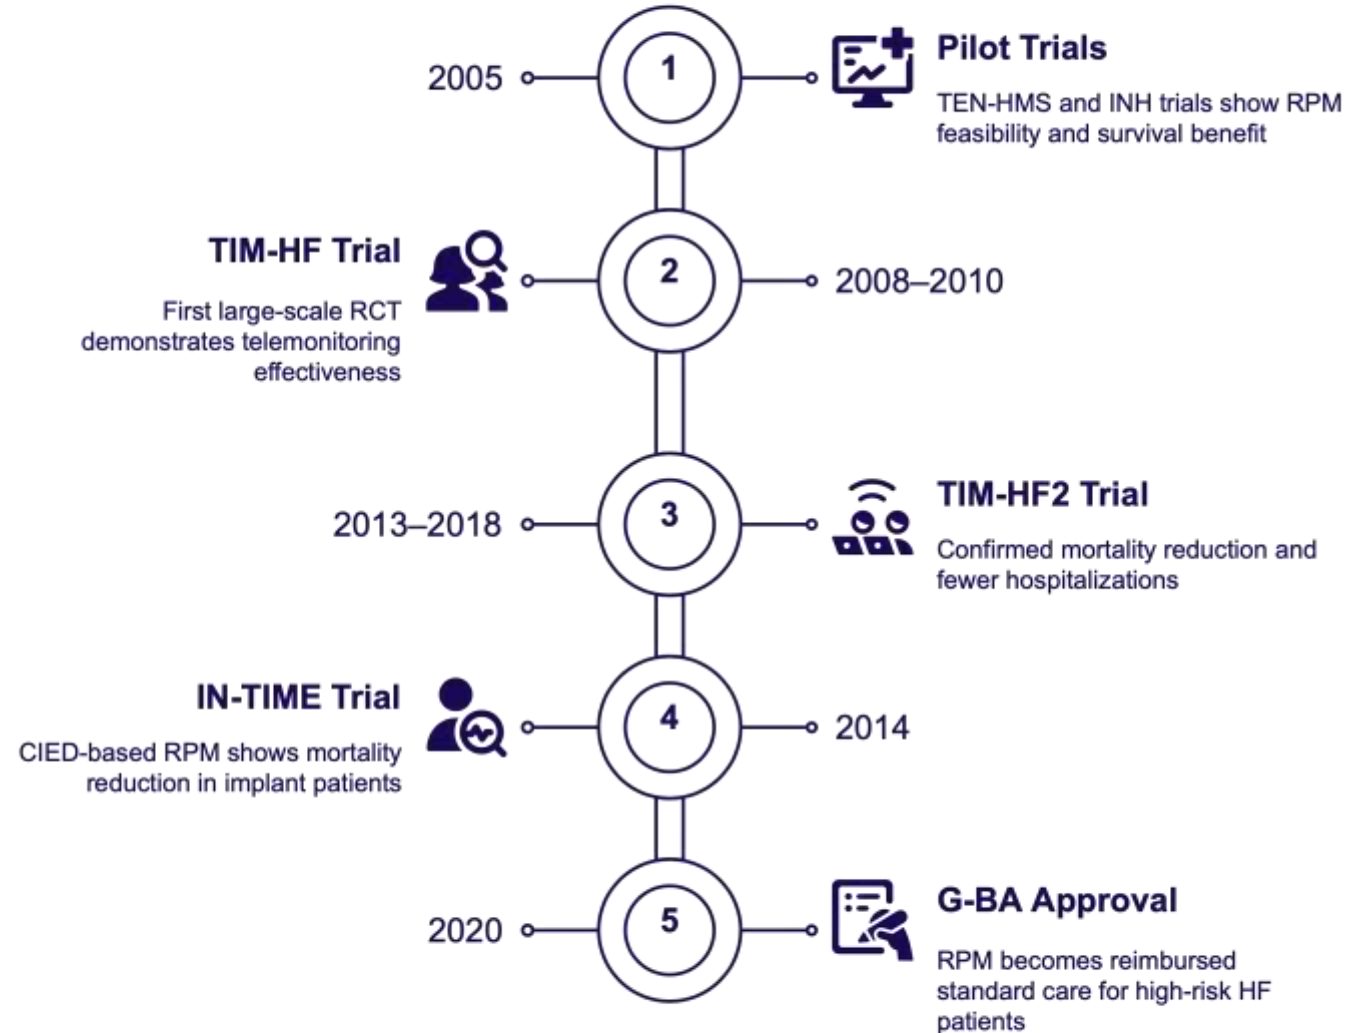 2005
1
Pilot Trials
TEN-HMS and INH trials show RPM
feasibility and survival benefit
TIM-HF Trial
First large-scale RCT
demonstrates telemonitoring
effectiveness
2
2008–2010
2013–2018
3
TIM-HF2 Trial
Confirmed mortality reduction and
fewer hospitalizations
IN-TIME Trial
CIED-based RPM shows mortality
reduction in implant patients
4
2014
2020
5
G-BA Approval
RPM becomes reimbursed
standard care for high-risk HF
patients